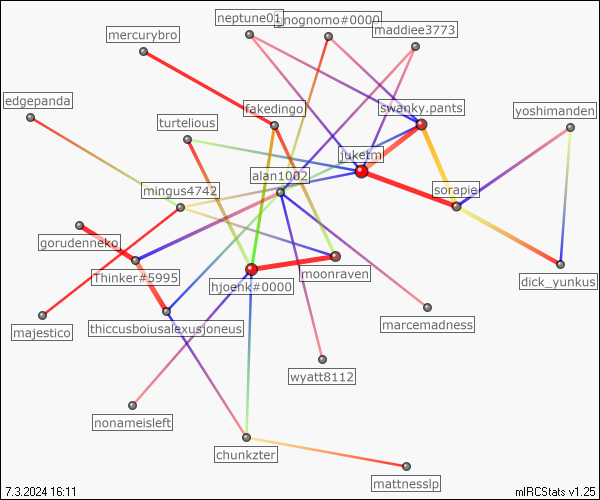 neptune01
gnognomo#0000
maddiee3773
mercurybro
edgepanda
fakedingo
swanky.pants
yoshimanden
turtelious
juketm
alan1002
mingus4742
sorapie
gorudenneko
Thinker#5995
moonraven
dick_yunkus
hjoenk#0000
majestico
thiccusboiusalexusjoneus
marcemadness
wyatt8112
nonameisleft
chunkzter
mattnesslp
7.3.2024 16:11
mIRCStats v1.25